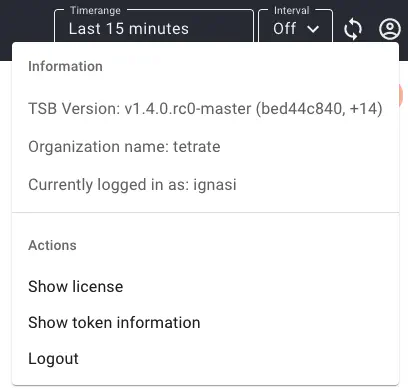 Timerange
Interval
Last 15 minutes
Off
Information
TSB Version: v1.4.0.rc0-master (bed44c840, +14)
Organization name: tetrate
Currently logged in as: ignasi
Actions
Show license
Show token information
Logout